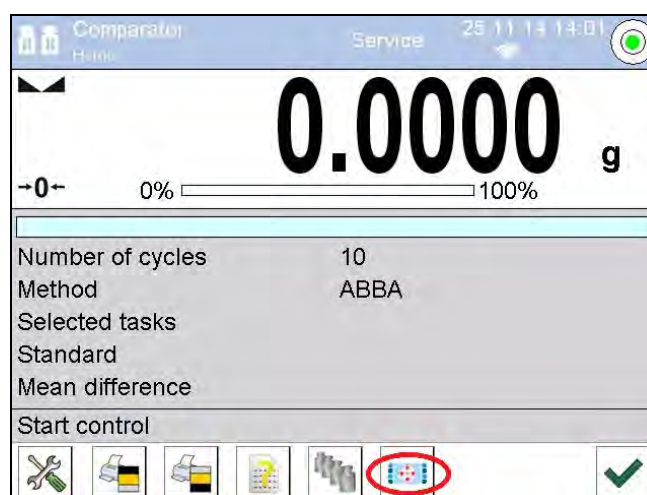 Comparator
Home
Service
25.11.14 14:01
0.0000 g
→0← 0% 100%
Number of cycles 10
Method ABBA
Selected tasks
Standard
Mean difference
Start control